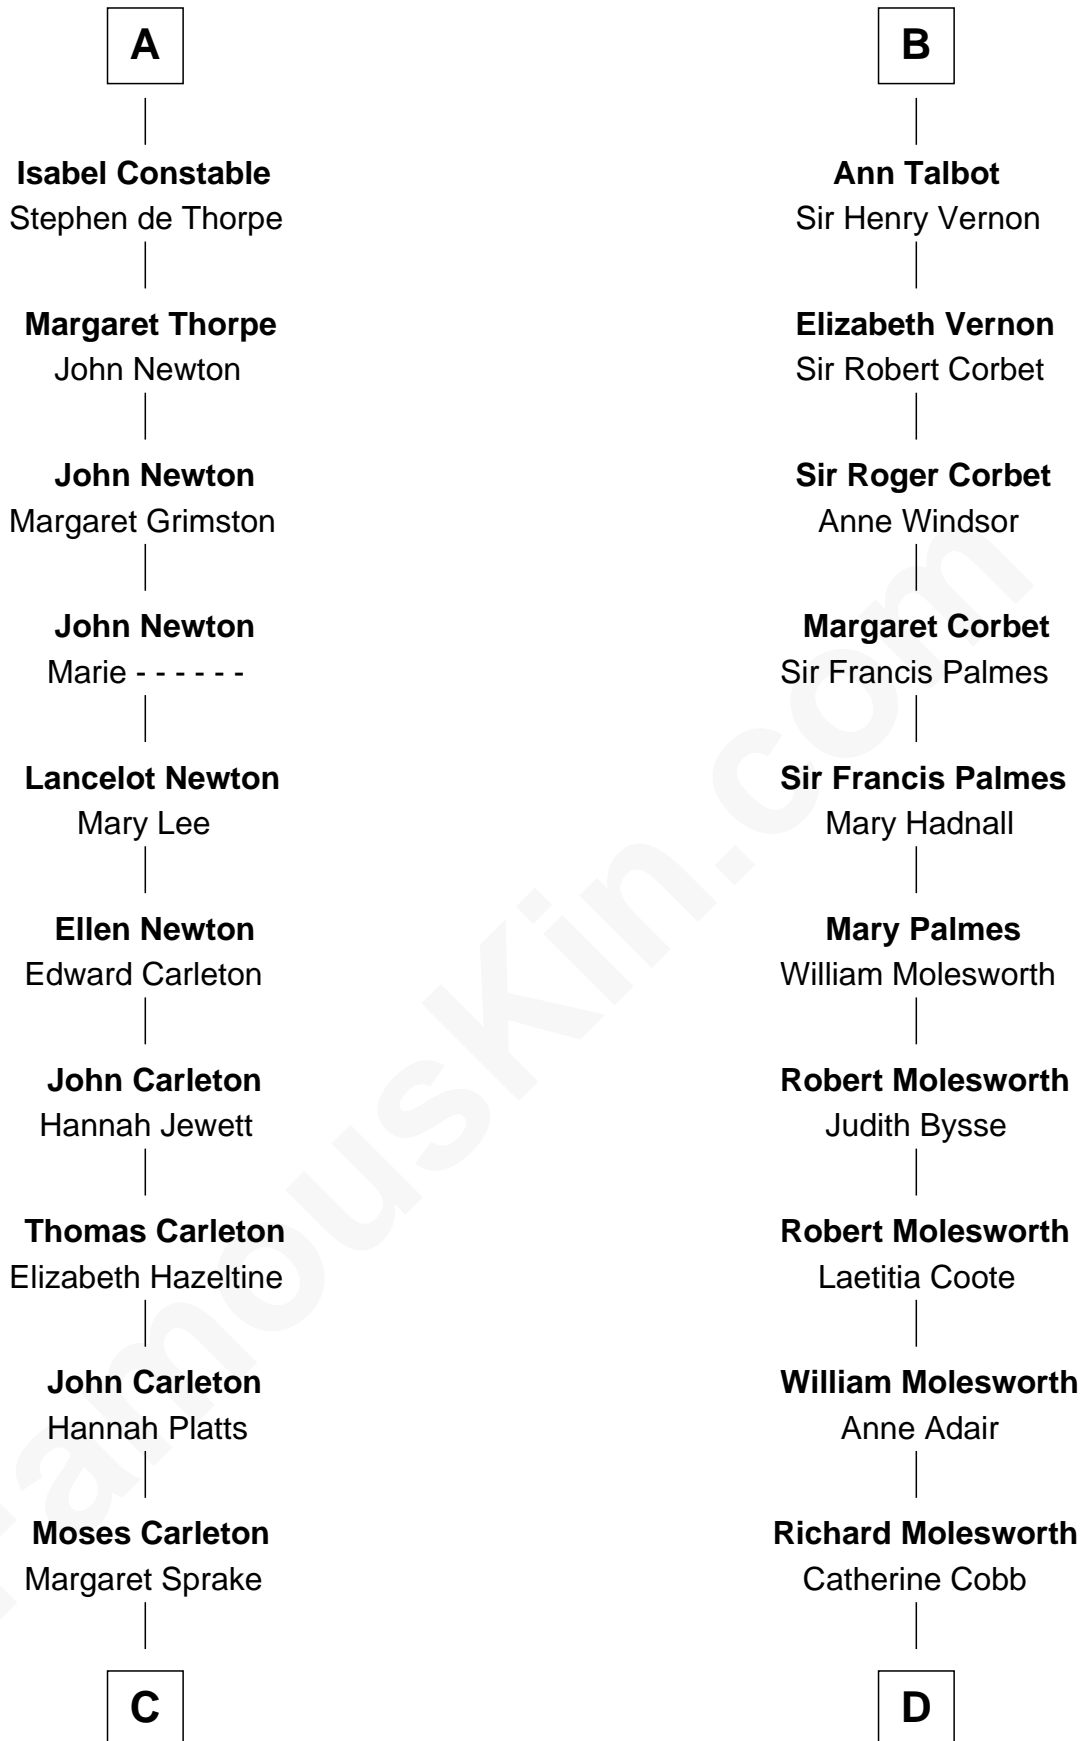 A
Isabel Constable
Stephen de Thorpe
Margaret Thorpe
John Newton
John Newton
Margaret Grimston
John Newton
Marie - - - - - -
Lancelot Newton
Mary Lee
Ellen Newton
Edward Carleton
John Carleton
Hannah Jewett
Thomas Carleton
Elizabeth Hazeltine
John Carleton
Hannah Platts
Moses Carleton
Margaret Sprake
C
B
Ann Talbot
Sir Henry Vernon
Elizabeth Vernon
Sir Robert Corbet
Sir Roger Corbet
Anne Windsor
Margaret Corbet
Sir Francis Palmes
Sir Francis Palmes
Mary Hadnall
Mary Palmes
William Molesworth
Robert Molesworth
Judith Bysse
Robert Molesworth
Laetitia Coote
William Molesworth
Anne Adair
Richard Molesworth
Catherine Cobb
D
FamousKin.com